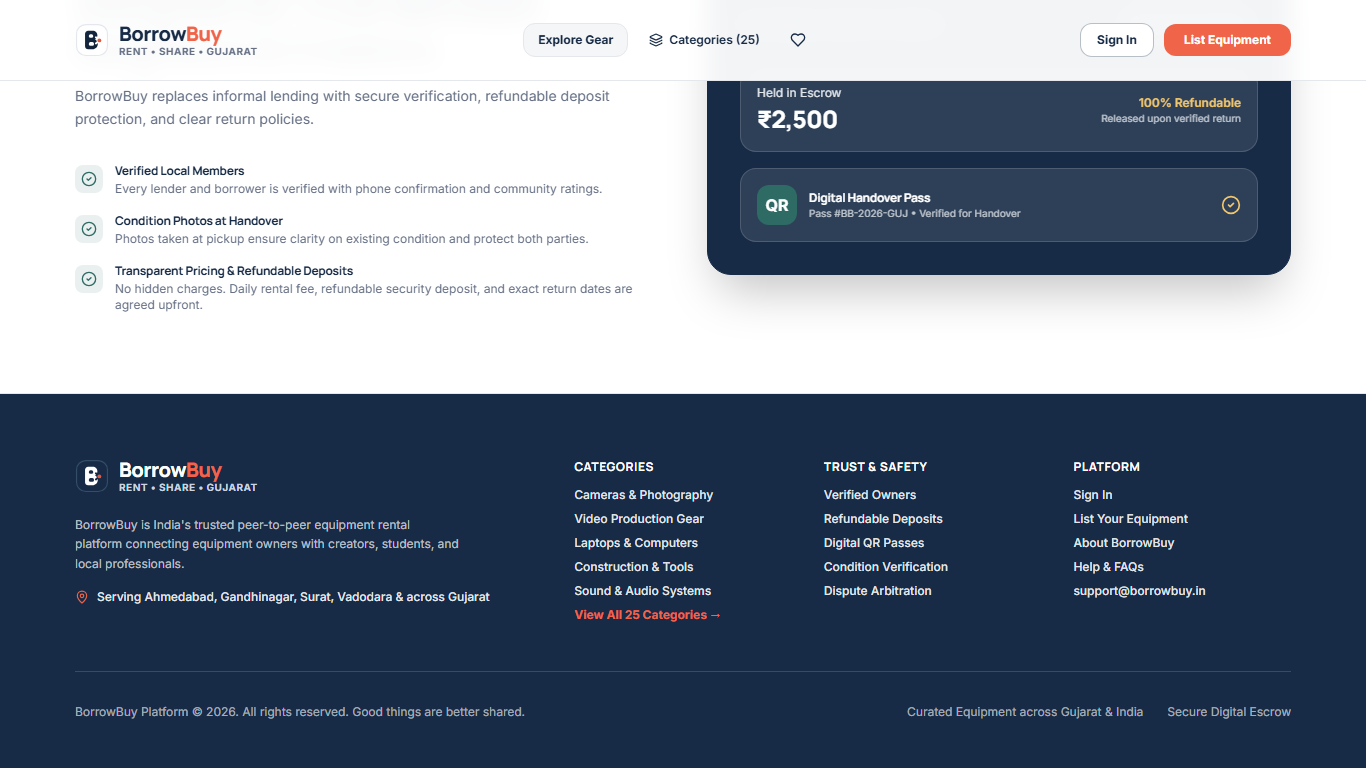 BorrowBuy
RENT • SHARE • GUJARAT
Explore Gear
Categories (25)
Sign In
List Equipment
BorrowBuy replaces informal lending with secure verification, refundable deposit
protection, and clear return policies.
Verified Local Members
Every lender and borrower is verified with phone confirmation and community ratings.
Condition Photos at Handover
Photos taken at pickup ensure clarity on existing condition and protect both parties.
Transparent Pricing & Refundable Deposits
No hidden charges. Daily rental fee, refundable security deposit, and exact return dates are
agreed upfront.
Held in Escrow
₹2,500
100% Refundable
Released upon verified return
QR
Digital Handover Pass
Pass #BB-2026-GUJ • Verified for Handover
BorrowBuy
RENT • SHARE • GUJARAT
BorrowBuy is India's trusted peer-to-peer equipment rental
platform connecting equipment owners with creators, students, and
local professionals.
Serving Ahmedabad, Gandhinagar, Surat, Vadodara & across Gujarat
CATEGORIES
Cameras & Photography
Video Production Gear
Laptops & Computers
Construction & Tools
Sound & Audio Systems
View All 25 Categories →
TRUST & SAFETY
Verified Owners
Refundable Deposits
Digital QR Passes
Condition Verification
Dispute Arbitration
PLATFORM
Sign In
List Your Equipment
About BorrowBuy
Help & FAQs
support@borrowbuy.in
BorrowBuy Platform © 2026. All rights reserved. Good things are better shared.
Curated Equipment across Gujarat & India
Secure Digital Escrow